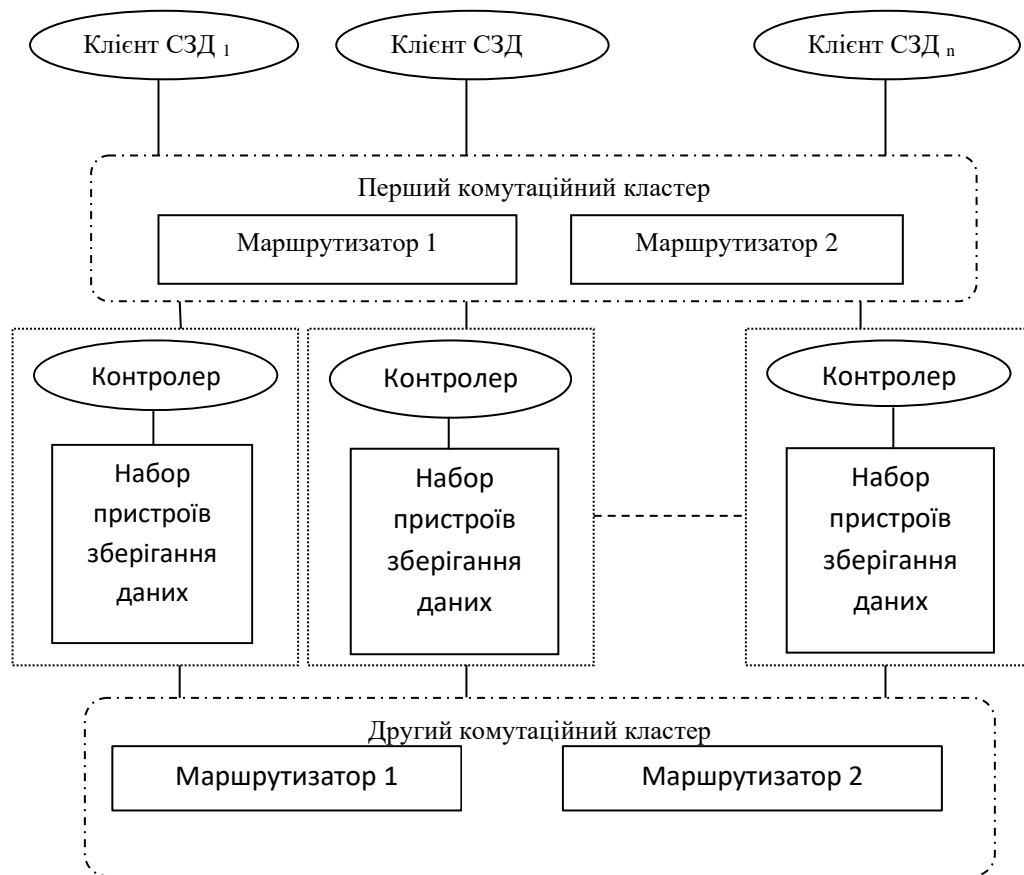 Клієнт СЗД 1
Клієнт СЗД
Клієнт СЗД n
Перший комутаційний кластер
Маршрутизатор 1
Маршрутизатор 2
Контролер
Контролер
Контролер
Набор
пристроїв
зберігання
даних
Набор
пристроїв
зберігання
даних
Набор
пристроїв
зберігання
даних
Другий комутаційний кластер
Маршрутизатор 1
Маршрутизатор 2